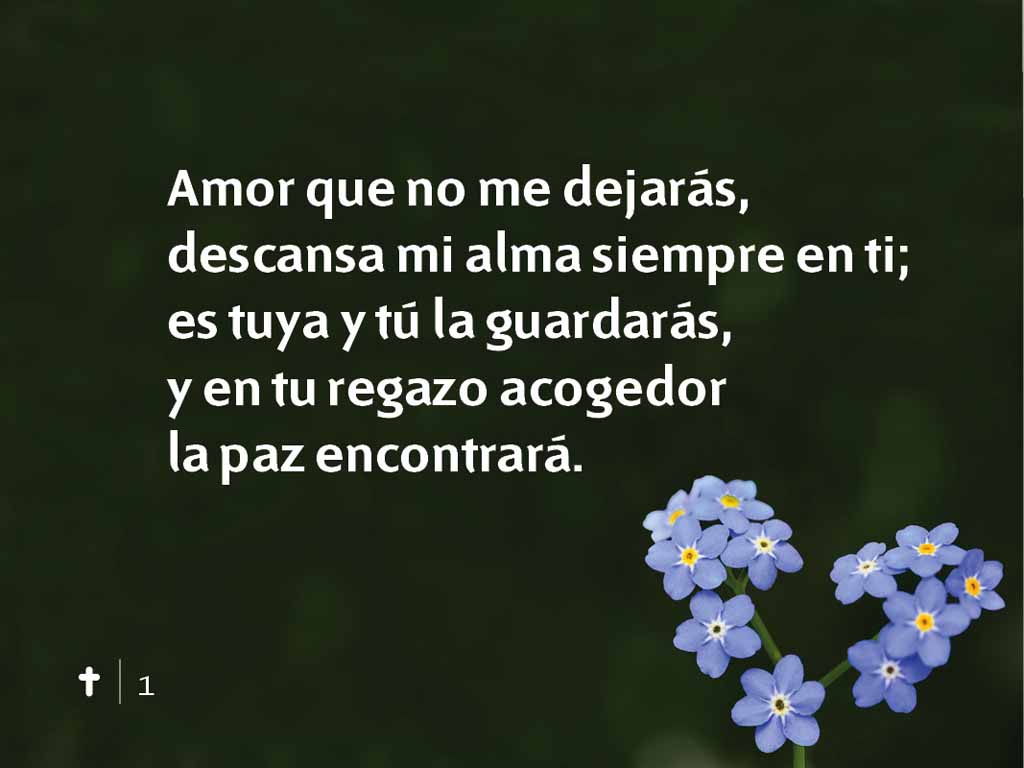 Amor que no me dejarás,
descansa mi alma siempre en ti;
es tuya y tú la guardarás,
y en tu regazo acogedor
la paz encontrará.
1